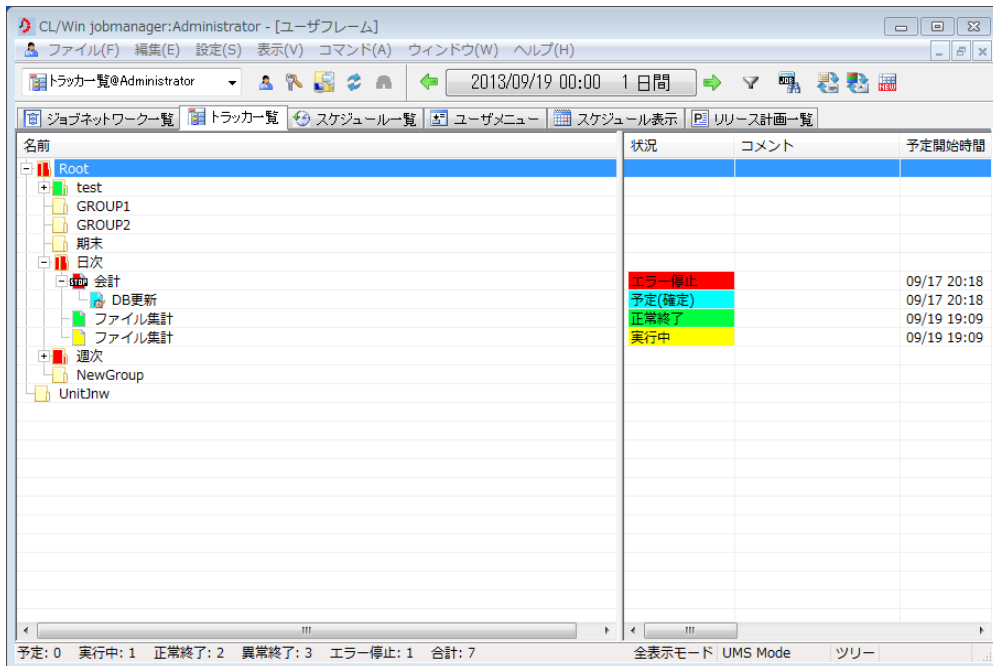 CL/Win jobmanager:Administrator - [ユーザフレーム]
ファイル(F) 編集(E) 設定(S) 表示(V) コマンド(A) ウィンドウ(W) ヘルプ(H)
トラッカ一覧@Administrator 2013/09/19 00:00 1 日間 JOB NEW
ジョブネットワーク一覧 トラッカ一覧 スケジュール一覧 ユーザメニュー スケジュール表示 リリース計画一覧
名前 状況 コメント 予定開始時間
Root
test
GROUP1
GROUP2
期末
日次
STOP 会計 エラー停止 09/17 20:18
DB更新 予定(確定) 09/17 20:18
ファイル集計 正常終了 09/19 19:09
ファイル集計 実行中 09/19 19:09
週次
NewGroup
UnitJnw
予定: 0 実行中: 1 正常終了: 2 異常終了: 3 エラー停止: 1 合計: 7 全表示モード UMS Mode ツリー